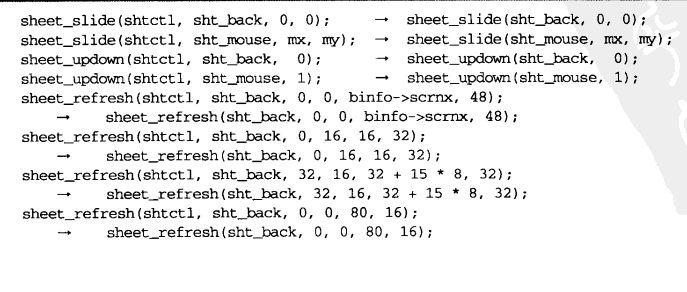 sheet_slide(shtctl, sht_back, 0, 0); → sheet_slide(sht_back, 0, 0);
sheet_slide(shtctl, sht_mouse, mx, my); → sheet_slide(sht_mouse, mx, my);
sheet_updown(shtctl, sht_back, 0); → sheet_updown(sht_back, 0);
sheet_updown(shtctl, sht_mouse, 1); → sheet_updown(sht_mouse, 1);
sheet_refresh(shtctl, sht_back, 0, 0, binfo->scrnx, 48);
→ sheet_refresh(sht_back, 0, 0, binfo->scrnx, 48);
sheet_refresh(shtctl, sht_back, 0, 16, 16, 32);
→ sheet_refresh(sht_back, 0, 16, 16, 32);
sheet_refresh(shtctl, sht_back, 32, 16, 32 + 15 * 8, 32);
→ sheet_refresh(sht_back, 32, 16, 32 + 15 * 8, 32);
sheet_refresh(shtctl, sht_back, 0, 0, 80, 16);
→ sheet_refresh(sht_back, 0, 0, 80, 16);